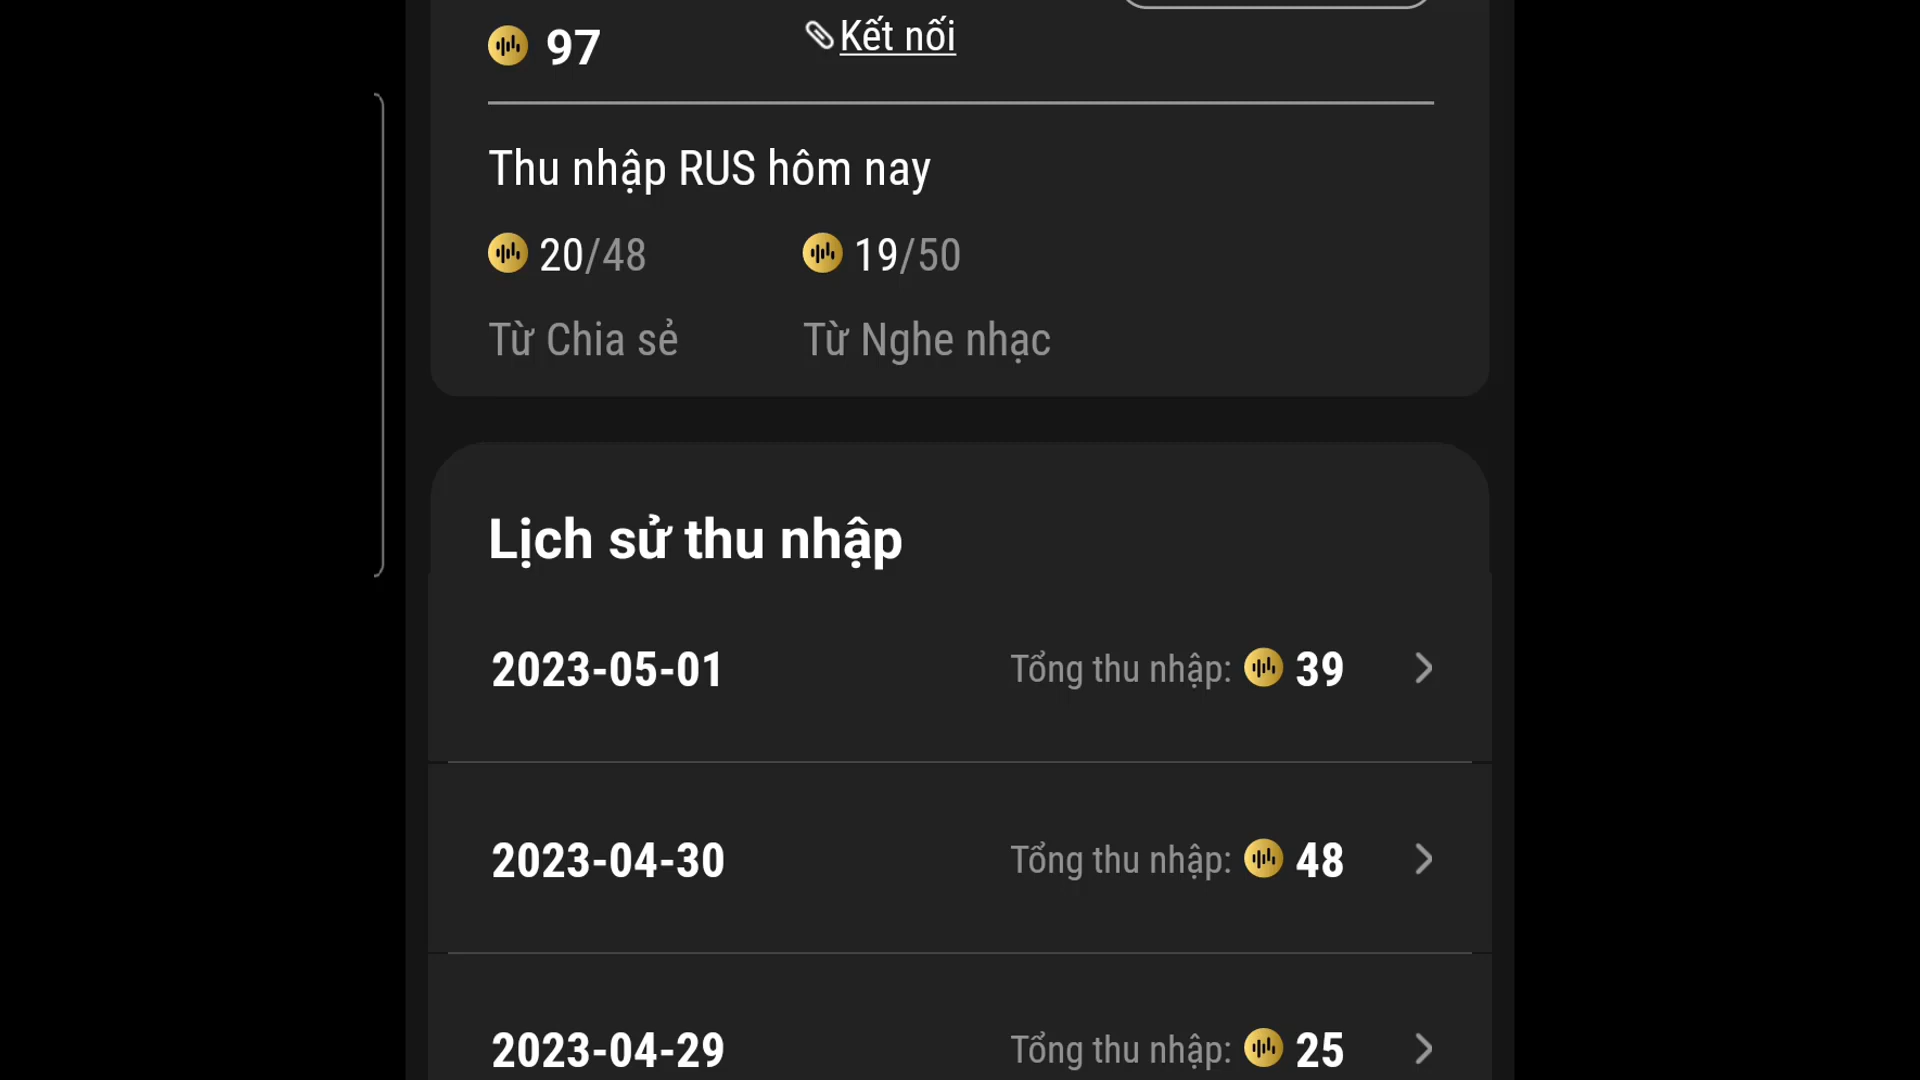 97
Kết nối
Thu nhập RUS hôm nay
20/48
19/50
Từ Chia sẻ
Từ Nghe nhạc
Lịch sử thu nhập
2023-05-01 Tổng thu nhập: 39
2023-04-30 Tổng thu nhập: 48
2023-04-29 Tổng thu nhập: 25